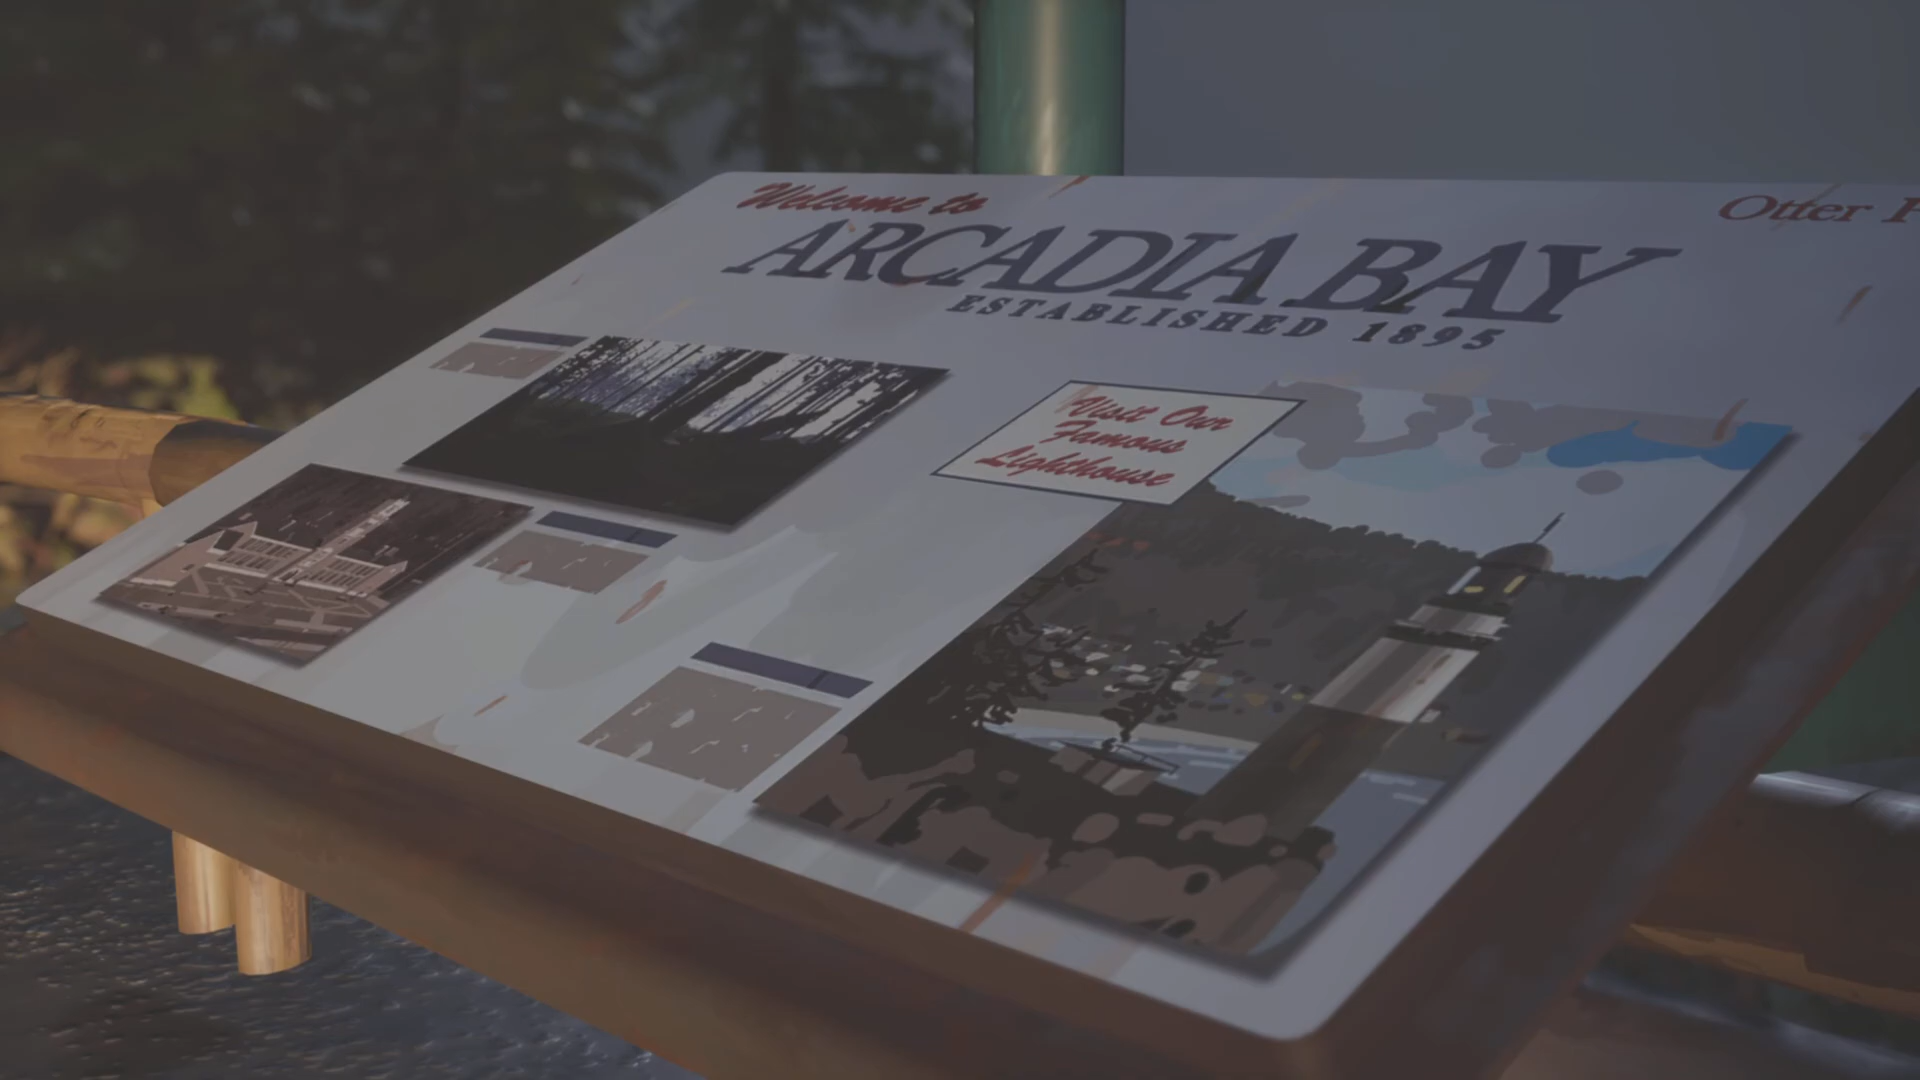 Welcome to
ARCADIA BAY
ESTABLISHED 1895
Otter
Visit Our
Famous
Lighthouse